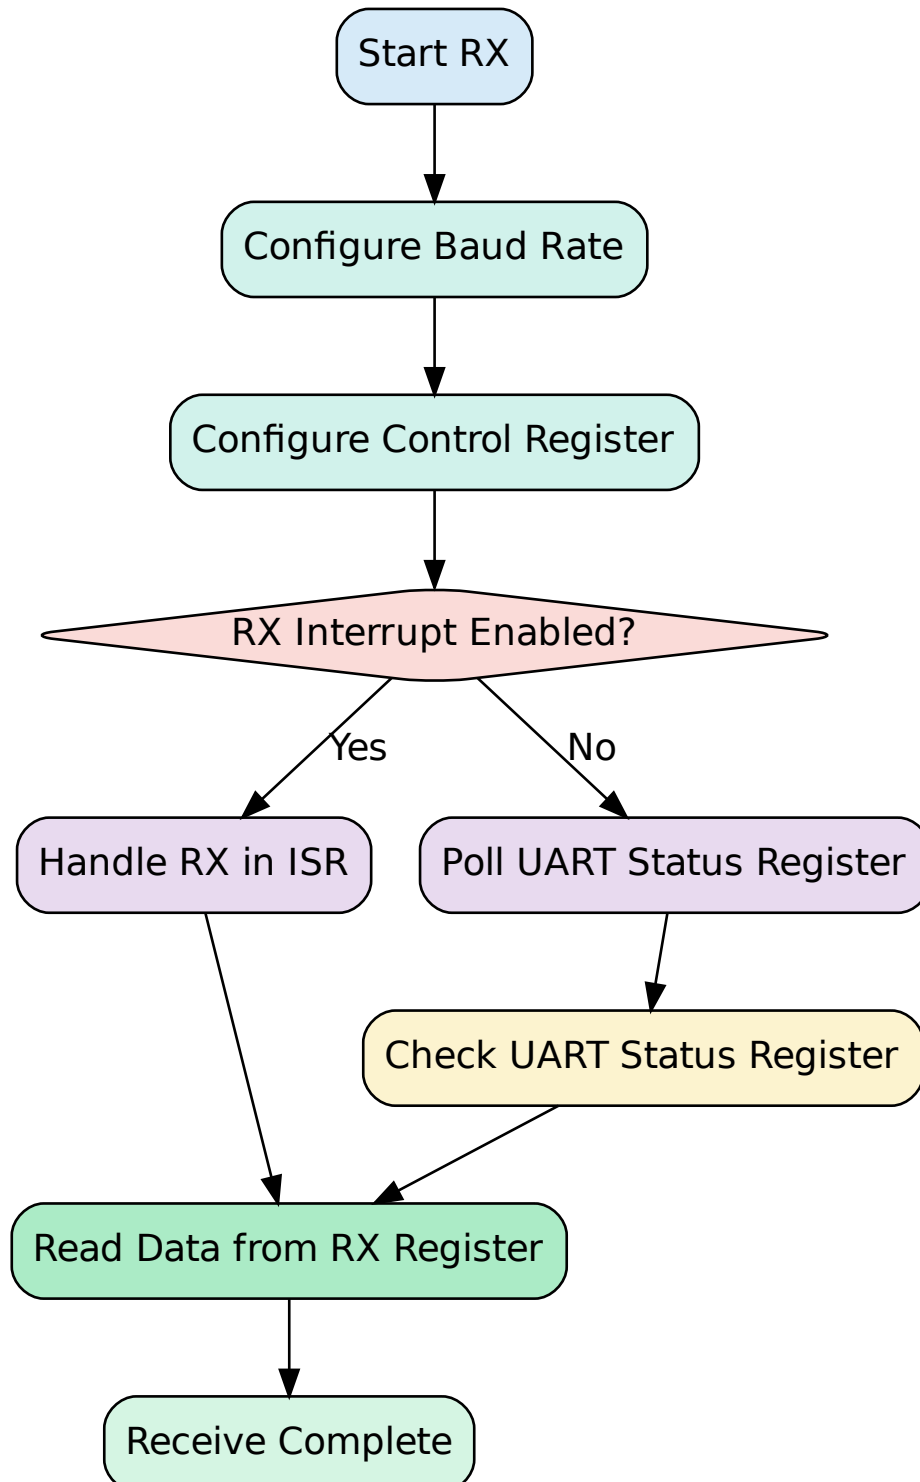 Start RX
Configure Baud Rate
Configure Control Register
RX Interrupt Enabled?
Yes
No
Handle RX in ISR
Poll UART Status Register
Check UART Status Register
Read Data from RX Register
Receive Complete